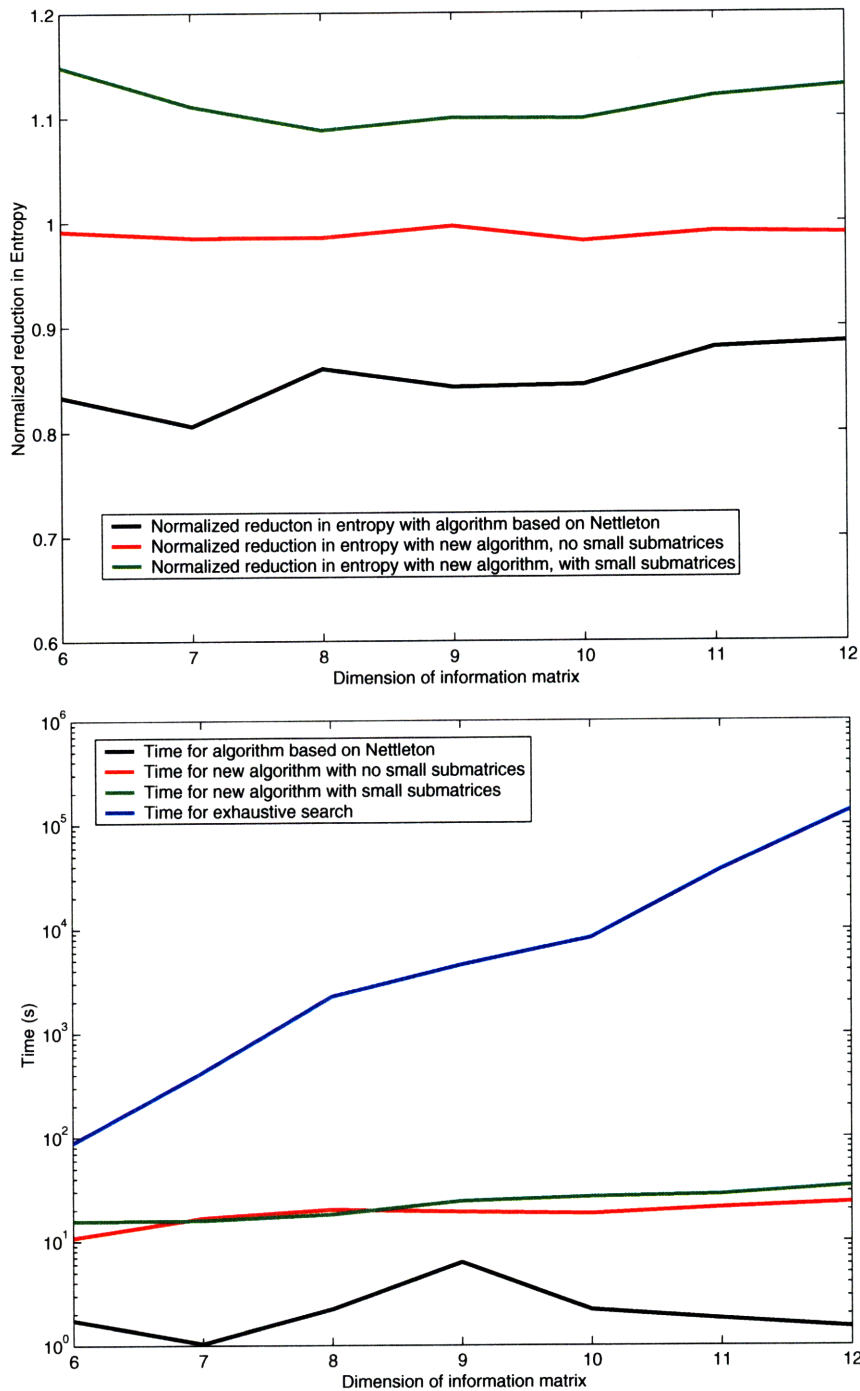 1.2
1.1
1
0.9
0.8
0.7
0.6
Normalized reduction in Entropy
Normalized reducton in entropy with algorithm based on Nettleton
Normalized reduction in entropy with new algorithm, no small submatrices
Normalized reduction in entropy with new algorithm, with small submatrices
6 7 8 9 10 11 12
Dimension of information matrix
10^6
10^5
10^4
10^3
10^2
10^1
10^0
Time (s)
Time for algorithm based on Nettleton
Time for new algorithm with no small submatrices
Time for new algorithm with small submatrices
Time for exhaustive search
6 7 8 9 10 11 12
Dimension of information matrix